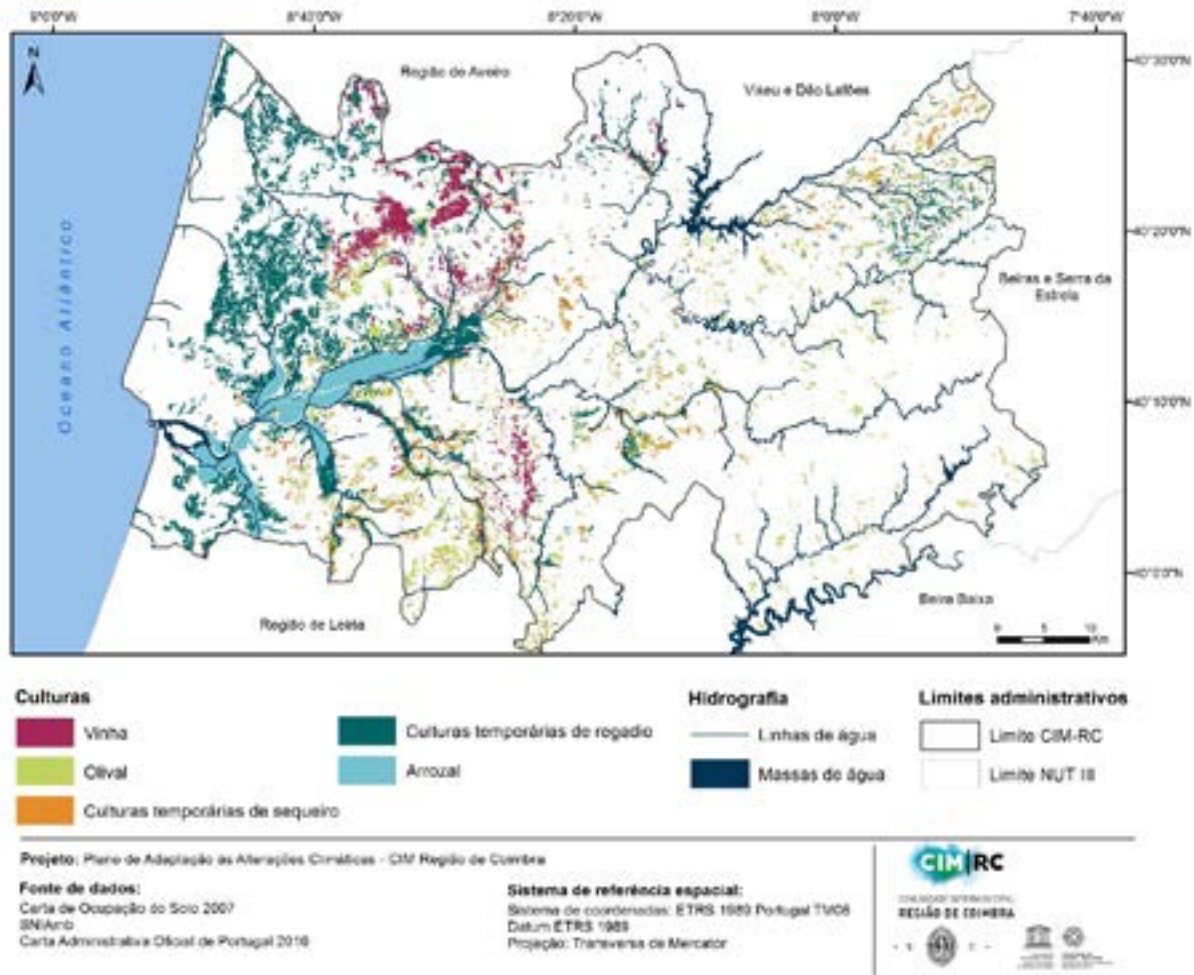 9°0'0"W 8°40'0"W 8°20'0"W 8°0'0"W 7°40'0"W
N
Região de Aveiro
Viseu e Dão Lafões
40°30'0"N
40°20'0"N
Oceano Atlântico
Beiras e Serra da
Estrela
40°10'0"N
40°0'0"N
Beira Baixa
Região de Leiria
0 5 10
Km
Culturas
Vinha
Olival
Culturas temporárias de sequeiro
Culturas temporárias de regadio
Arrozal
Hidrografia
Linhas de água
Massas de água
Limites administrativos
Limite CIM-RC
Limite NUT III
Projeto: Plano de Adaptação às Alterações Climáticas - CIM Região de Coimbra
Fonte de dados:
Carta de Ocupação do Solo 2007
SNIAmb
Carta Administrativa Oficial de Portugal 2016
Sistema de referência espacial:
Sistema de coordenadas: ETRS 1989 Portugal TM06
Datum ETRS 1989
Projeção: Transversa de Mercator
CIM|RC
COMUNIDADE INTERMUNICIPAL
REGIÃO DE COIMBRA